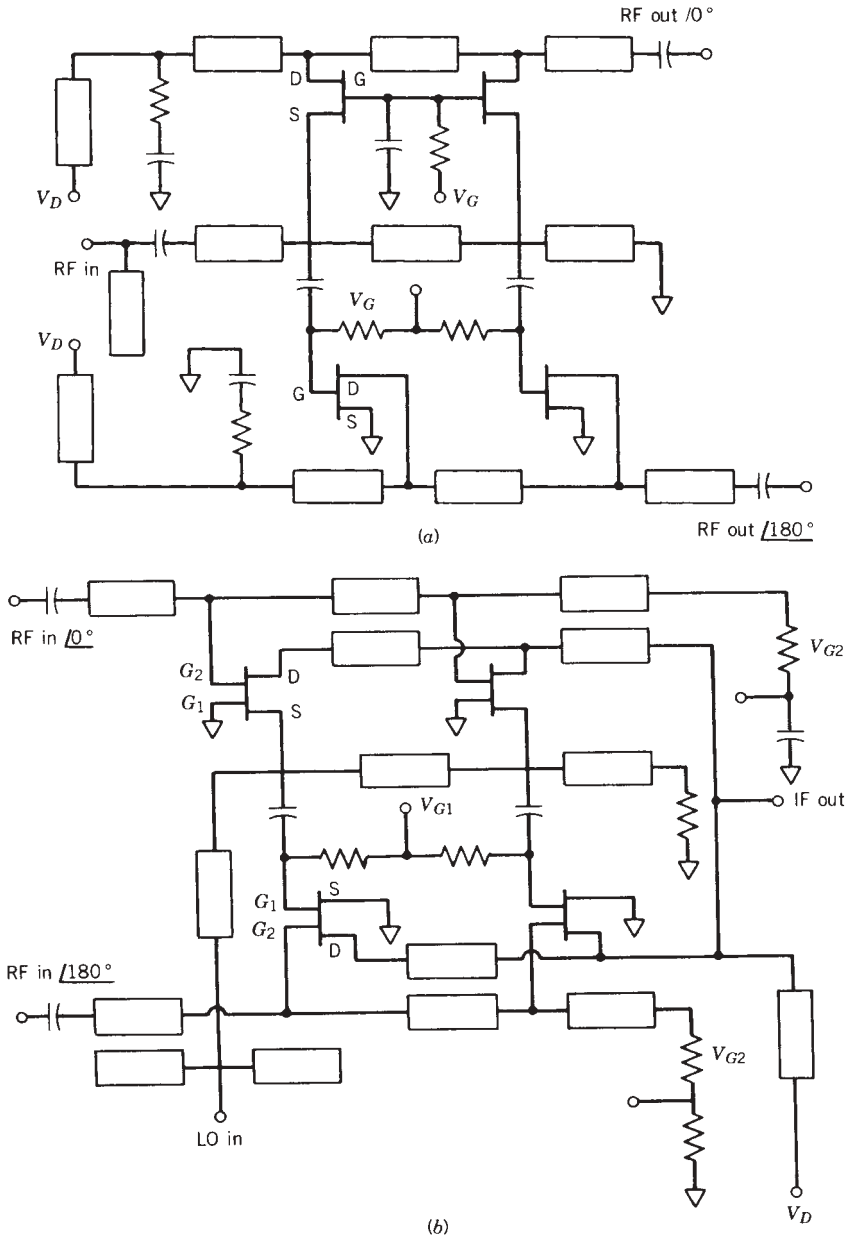 RF out /0°
D
G
S
V_D
V_G
RF in
V_G
V_D
G
D
S
(a)
RF out /180°
RF in /0°
V_G2
G_2
D
G_1
S
V_G1
IF out
S
G_1
G_2
D
RF in /180°
V_G2
LO in
V_D
(b)